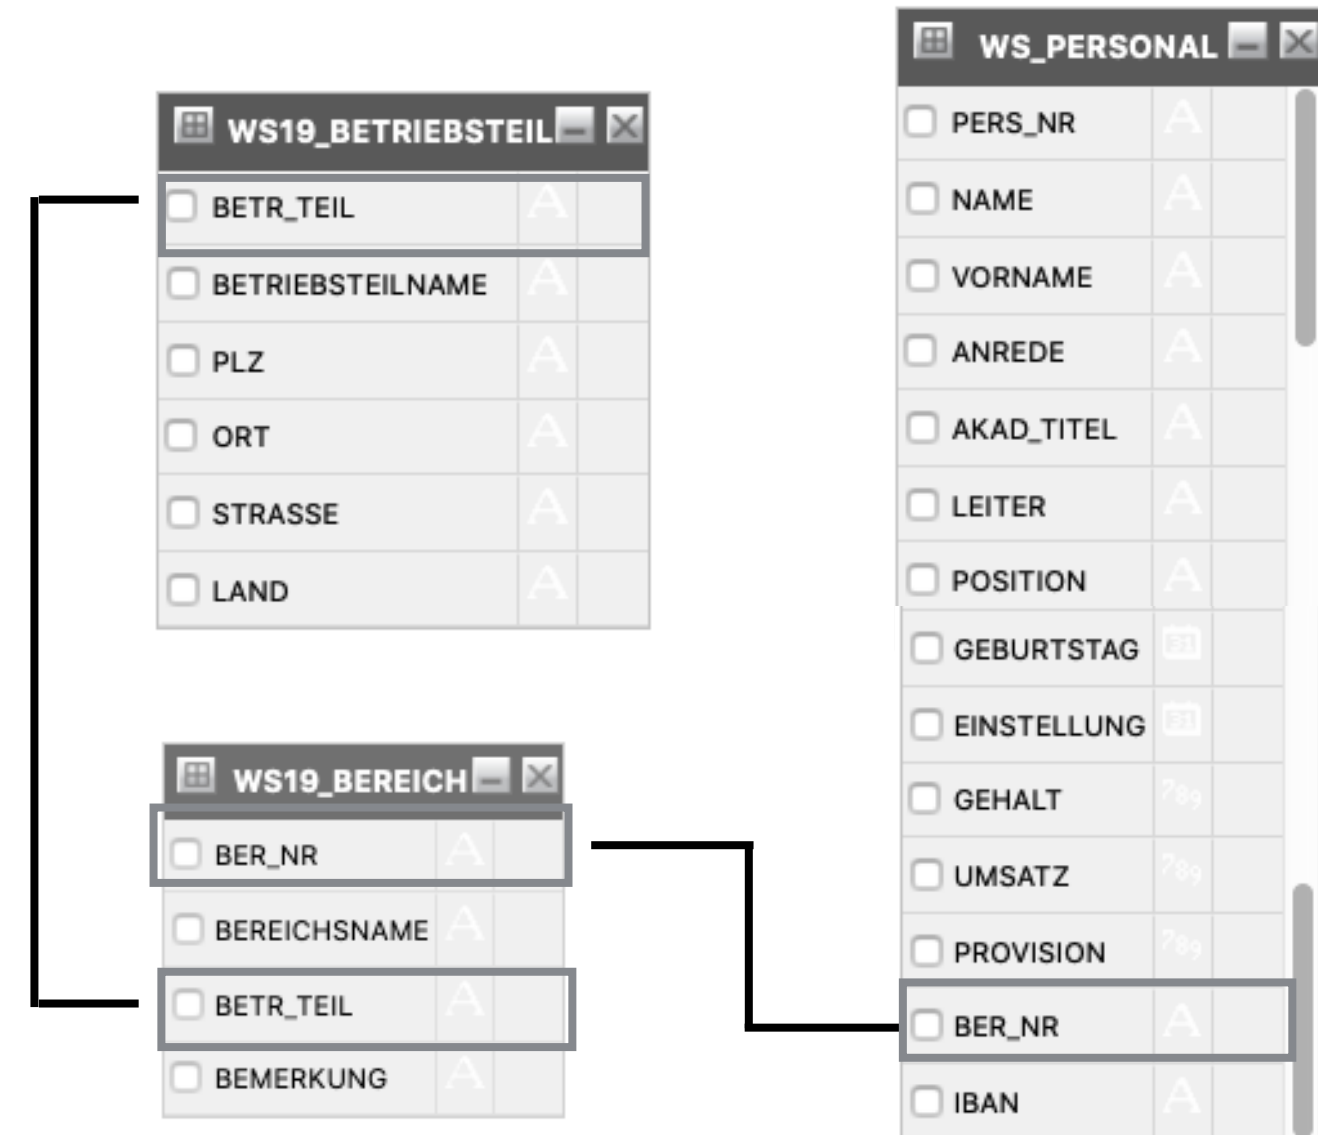 WS19_BETRIEBSTEIL
BETR_TEIL
BETRIEBSTEILNAME
PLZ
ORT
STRASSE
LAND
WS19_BEREICH
BER_NR
BEREICHSNAME
BETR_TEIL
BEMERKUNG
WS_PERSONAL
PERS_NR
NAME
VORNAME
ANREDE
AKAD_TITEL
LEITER
POSITION
GEBURTSTAG
EINSTELLUNG
GEHALT
UMSATZ
PROVISION
BER_NR
IBAN